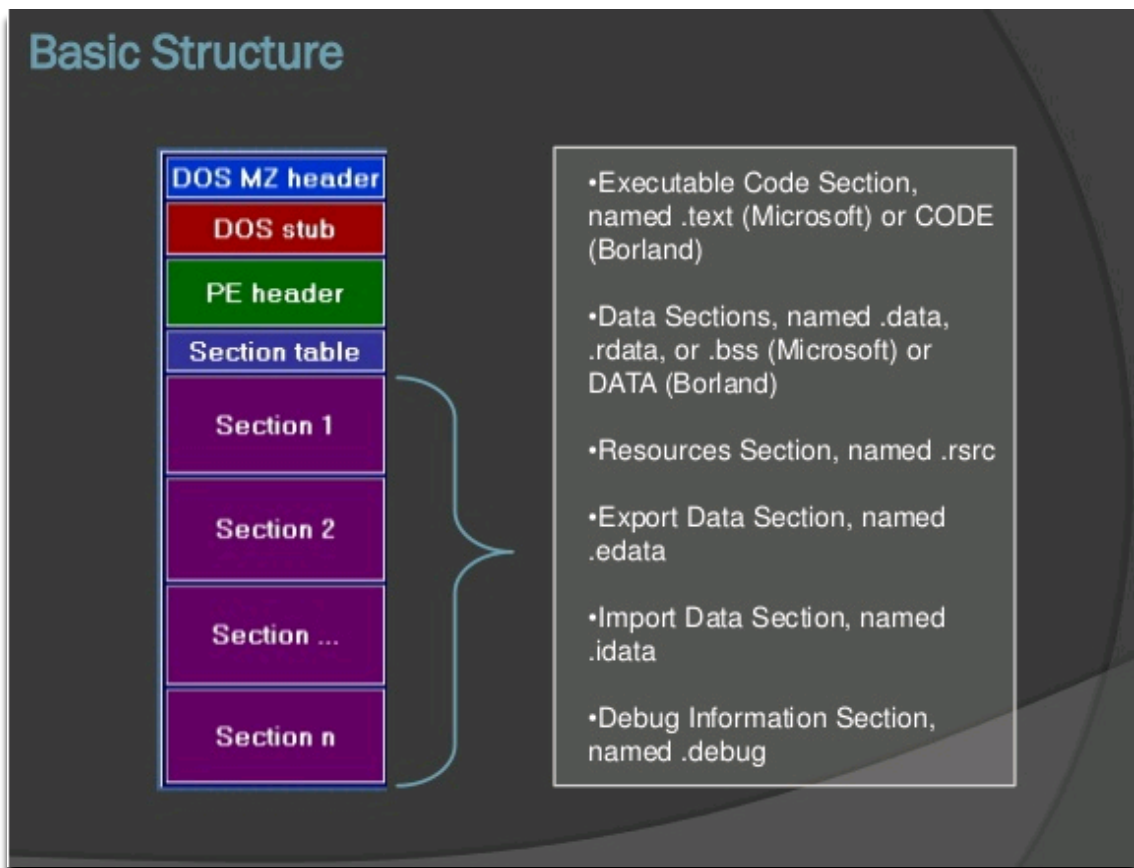 Basic Structure
DOS MZ header
DOS stub
PE header
Section table
Section 1
Section 2
Section ...
Section n
•Executable Code Section,
named .text (Microsoft) or CODE
(Borland)
•Data Sections, named .data,
.rdata, or .bss (Microsoft) or
DATA (Borland)
•Resources Section, named .rsrc
•Export Data Section, named
.edata
•Import Data Section, named
.idata
•Debug Information Section,
named .debug